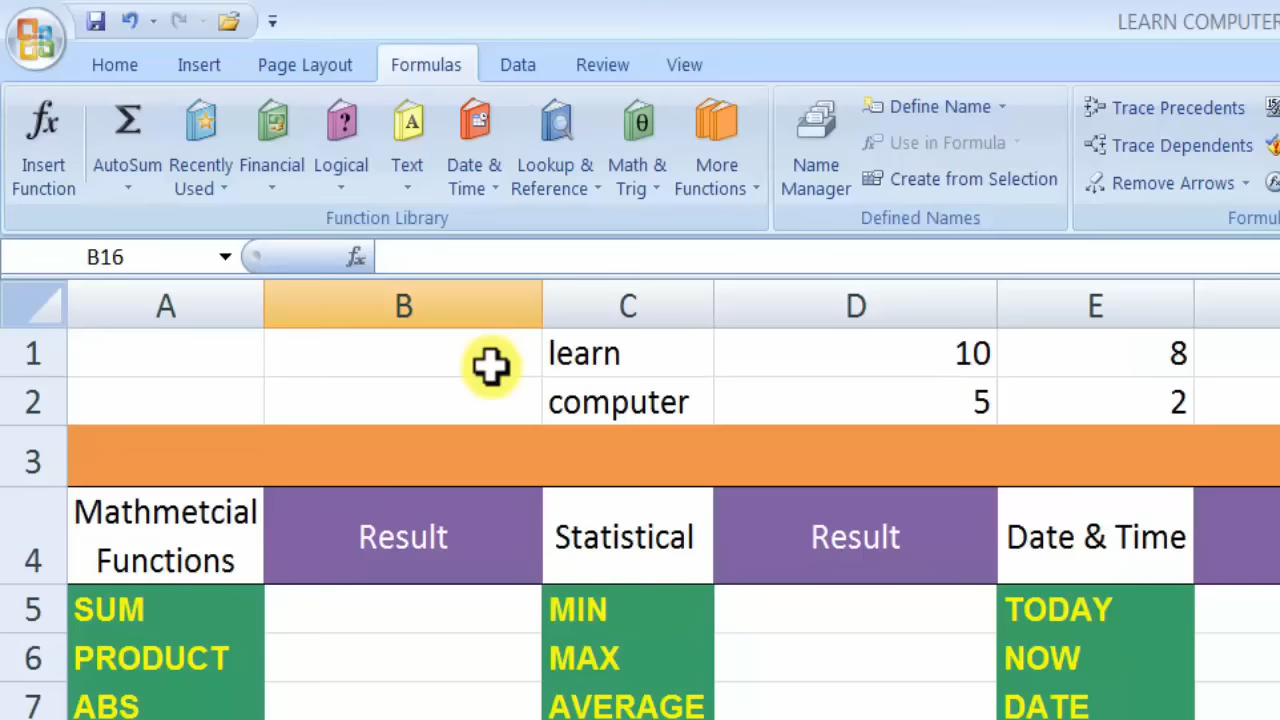 LEARN COMPUTER
Home Insert Page Layout Formulas Data Review View
fx Σ ? A θ
Define Name Trace Precedents
Use in Formula Trace Dependents
Insert Function AutoSum Recently Used Financial Logical Text Date & Time Lookup & Reference Math & Trig More Functions Name Manager Create from Selection Remove Arrows
Function Library Defined Names
B16 fx
A B C D E
1 learn 10 8
2 computer 5 2
3
4 Mathmetcial Functions Result Statistical Result Date & Time
5 SUM MIN TODAY
6 PRODUCT MAX NOW
7 ABS AVERAGE DATE